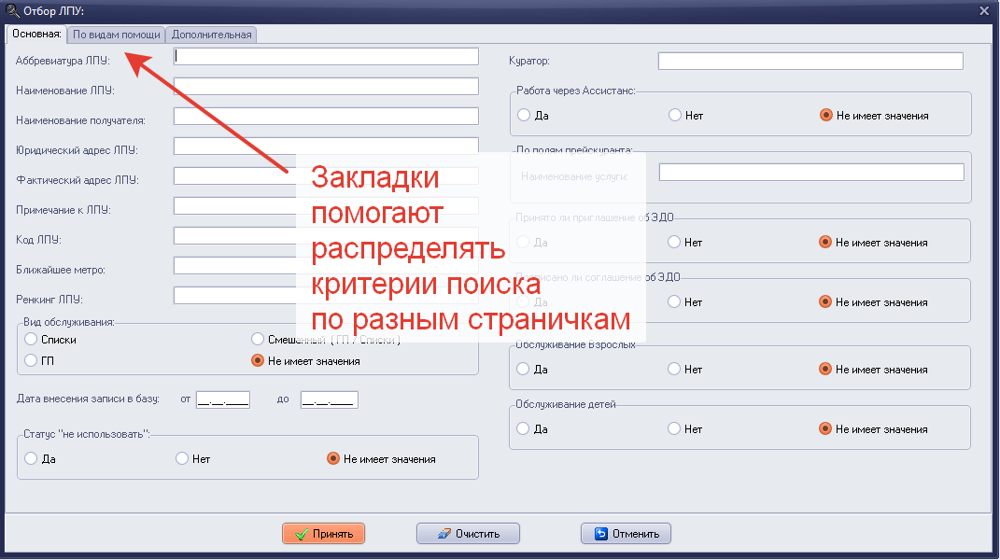 Отбор ЛПУ:
Основная: По видам помощи Дополнительная
Аббревиатура ЛПУ:
Наименование ЛПУ:
Наименование получателя:
Юридический адрес ЛПУ:
Фактический адрес ЛПУ:
Примечание к ЛПУ:
Код ЛПУ:
Ближайшее метро:
Ренкинг ЛПУ:
Вид обслуживания:
Списки Смешанный ( ГП / Списки )
ГП Не имеет значения
Дата внесения записи в базу: от __.__.____ до __.__.____
Статус "не использовать":
Да Нет Не имеет значения
Куратор:
Работа через Ассистанс:
Да Нет Не имеет значения
По полям прейскуранта:
Наименование услуги:
Принято ли приглашение об ЭДО
Да Нет Не имеет значения
Подписано ли соглашение об ЭДО
Да Нет Не имеет значения
Обслуживание Взрослых
Да Нет Не имеет значения
Обслуживание детей
Да Нет Не имеет значения
Закладки
помогают
распределять
критерии поиска
по разным страничкам
Принять Очистить Отменить